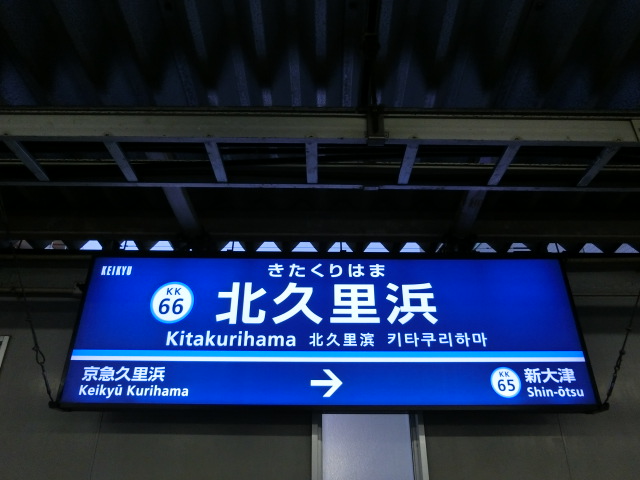 KEIKYU
きたくりはま
KK
66
北久里浜
Kitakurihama 北久里滨 키타쿠리하마
京急久里浜
Keikyū Kurihama
→
KK
65
新大津
Shin-ōtsu